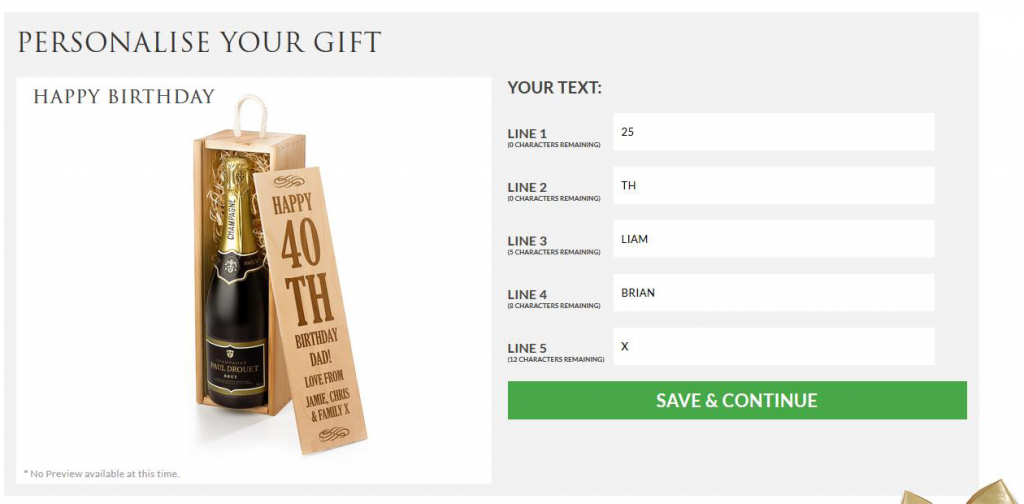 PERSONALISE YOUR GIFT
HAPPY BIRTHDAY
CHAMPAGNE
PAUL DROUET
BRUT
HAPPY
40
TH
BIRTHDAY
DAD!
LOVE FROM
JAMIE, CHRIS
& FAMILY X
* No Preview available at this time.
YOUR TEXT:
LINE 1
(0 CHARACTERS REMAINING)
25
LINE 2
(0 CHARACTERS REMAINING)
TH
LINE 3
(5 CHARACTERS REMAINING)
LIAM
LINE 4
(8 CHARACTERS REMAINING)
BRIAN
LINE 5
(12 CHARACTERS REMAINING)
X
SAVE & CONTINUE